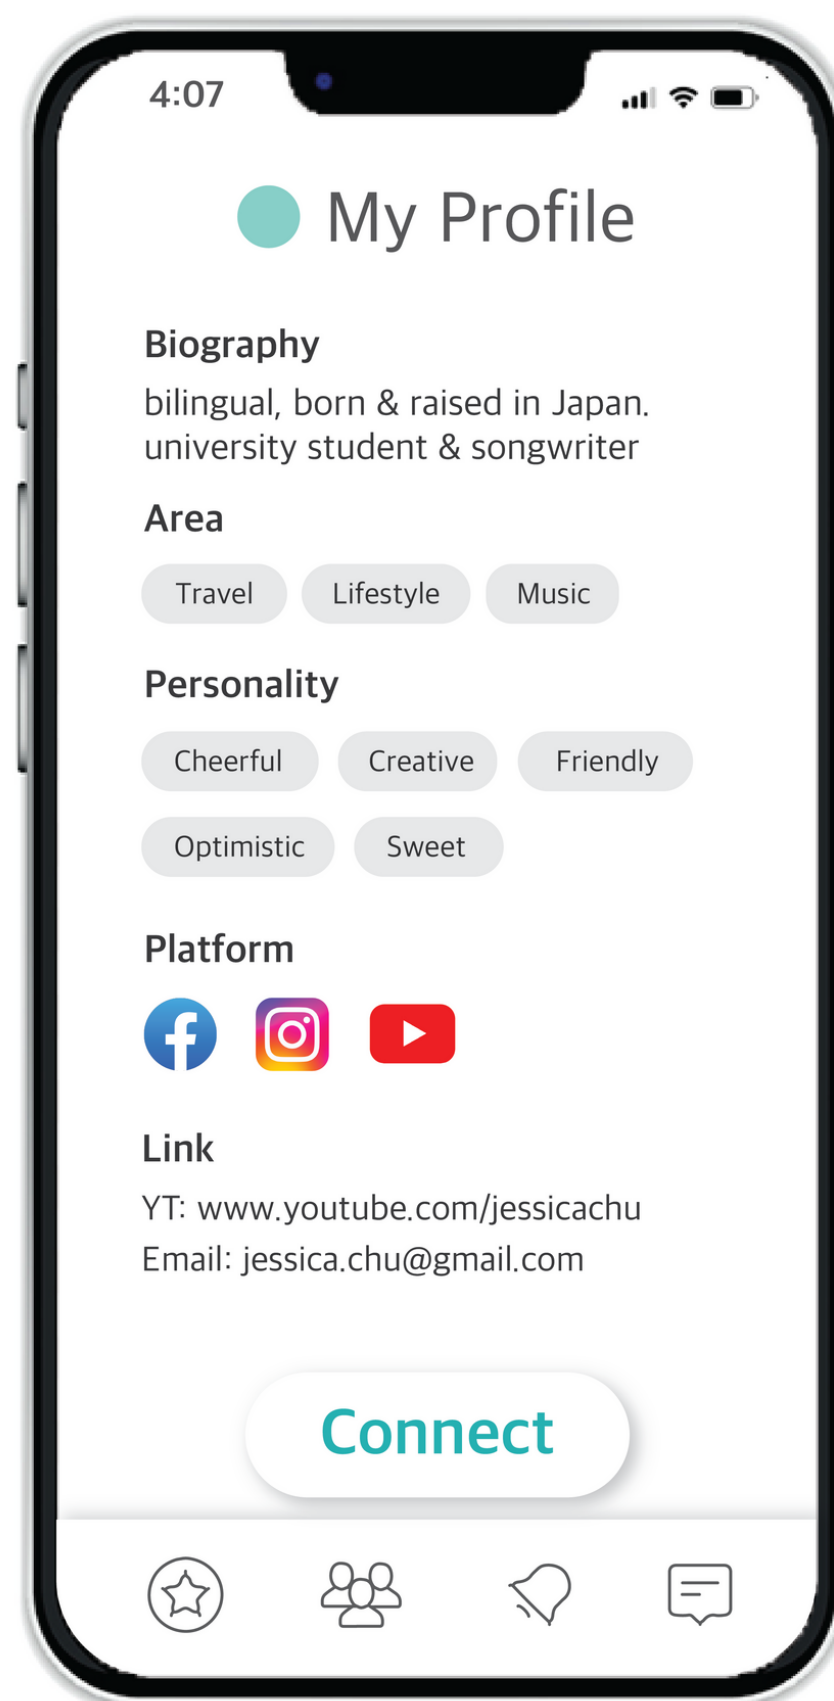 4:07
My Profile
Biography
bilingual, born & raised in Japan.
university student & songwriter
Area
Travel Lifestyle Music
Personality
Cheerful Creative Friendly
Optimistic Sweet
Platform
Link
YT: www.youtube.com/jessicachu
Email: jessica.chu@gmail.com
Connect